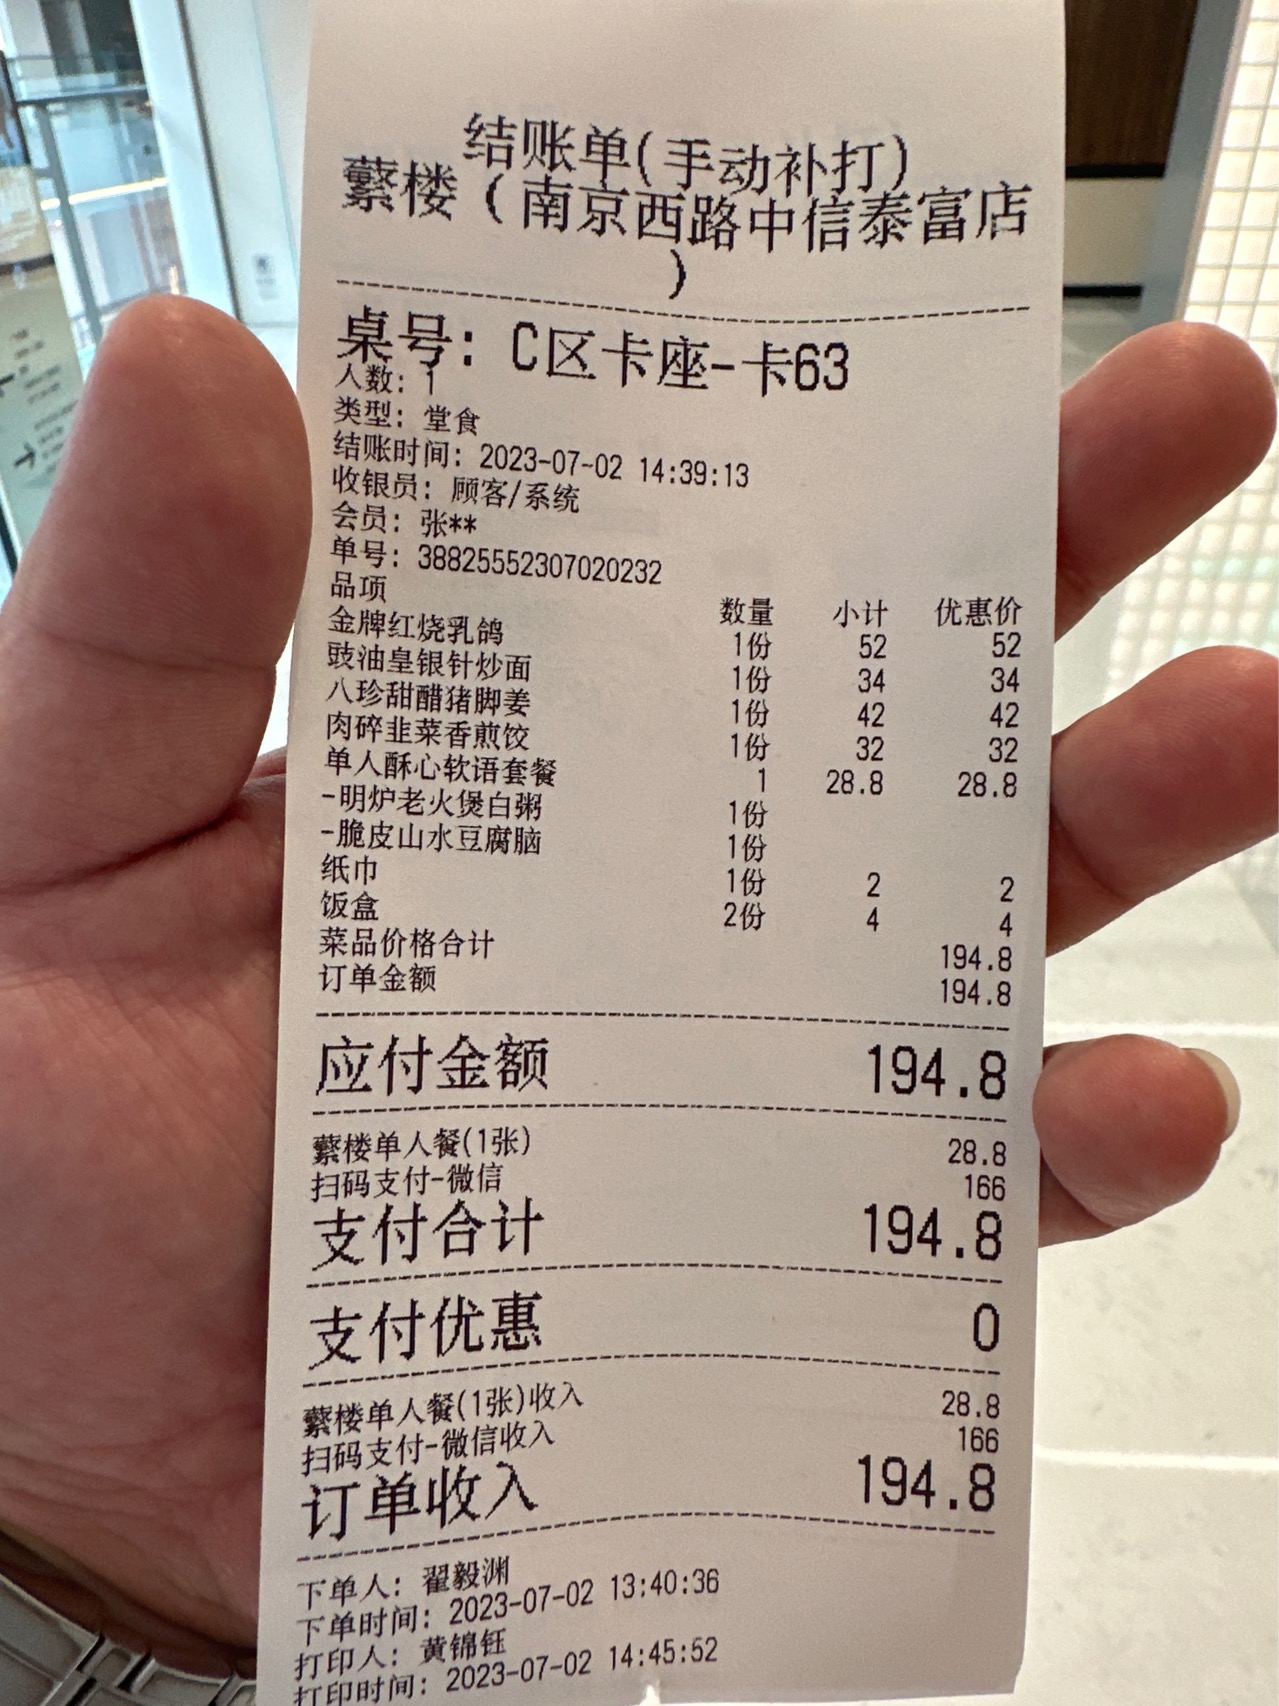 结账单(手动补打)
蘩楼（南京西路中信泰富店
）
桌号: C区卡座-卡63
人数: 1
类型: 堂食
结账时间: 2023-07-02 14:39:13
收银员: 顾客/系统
会员: 张**
单号: 38825552307020232
品项 数量 小计 优惠价
金牌红烧乳鸽 1份 52 52
豉油皇银针炒面 1份 34 34
八珍甜醋猪脚姜 1份 42 42
肉碎韭菜香煎饺 1份 32 32
单人酥心软语套餐 1 28.8 28.8
-明炉老火煲白粥 1份
-脆皮山水豆腐脑 1份
纸巾 1份 2 2
饭盒 2份 4 4
菜品价格合计 194.8
订单金额 194.8
应付金额 194.8
蘩楼单人餐(1张) 28.8
扫码支付-微信 166
支付合计 194.8
支付优惠 0
蘩楼单人餐(1张)收入 28.8
扫码支付-微信收入 166
订单收入 194.8
下单人: 翟毅渊
下单时间: 2023-07-02 13:40:36
打印人: 黄锦钰
打印时间: 2023-07-02 14:45:52